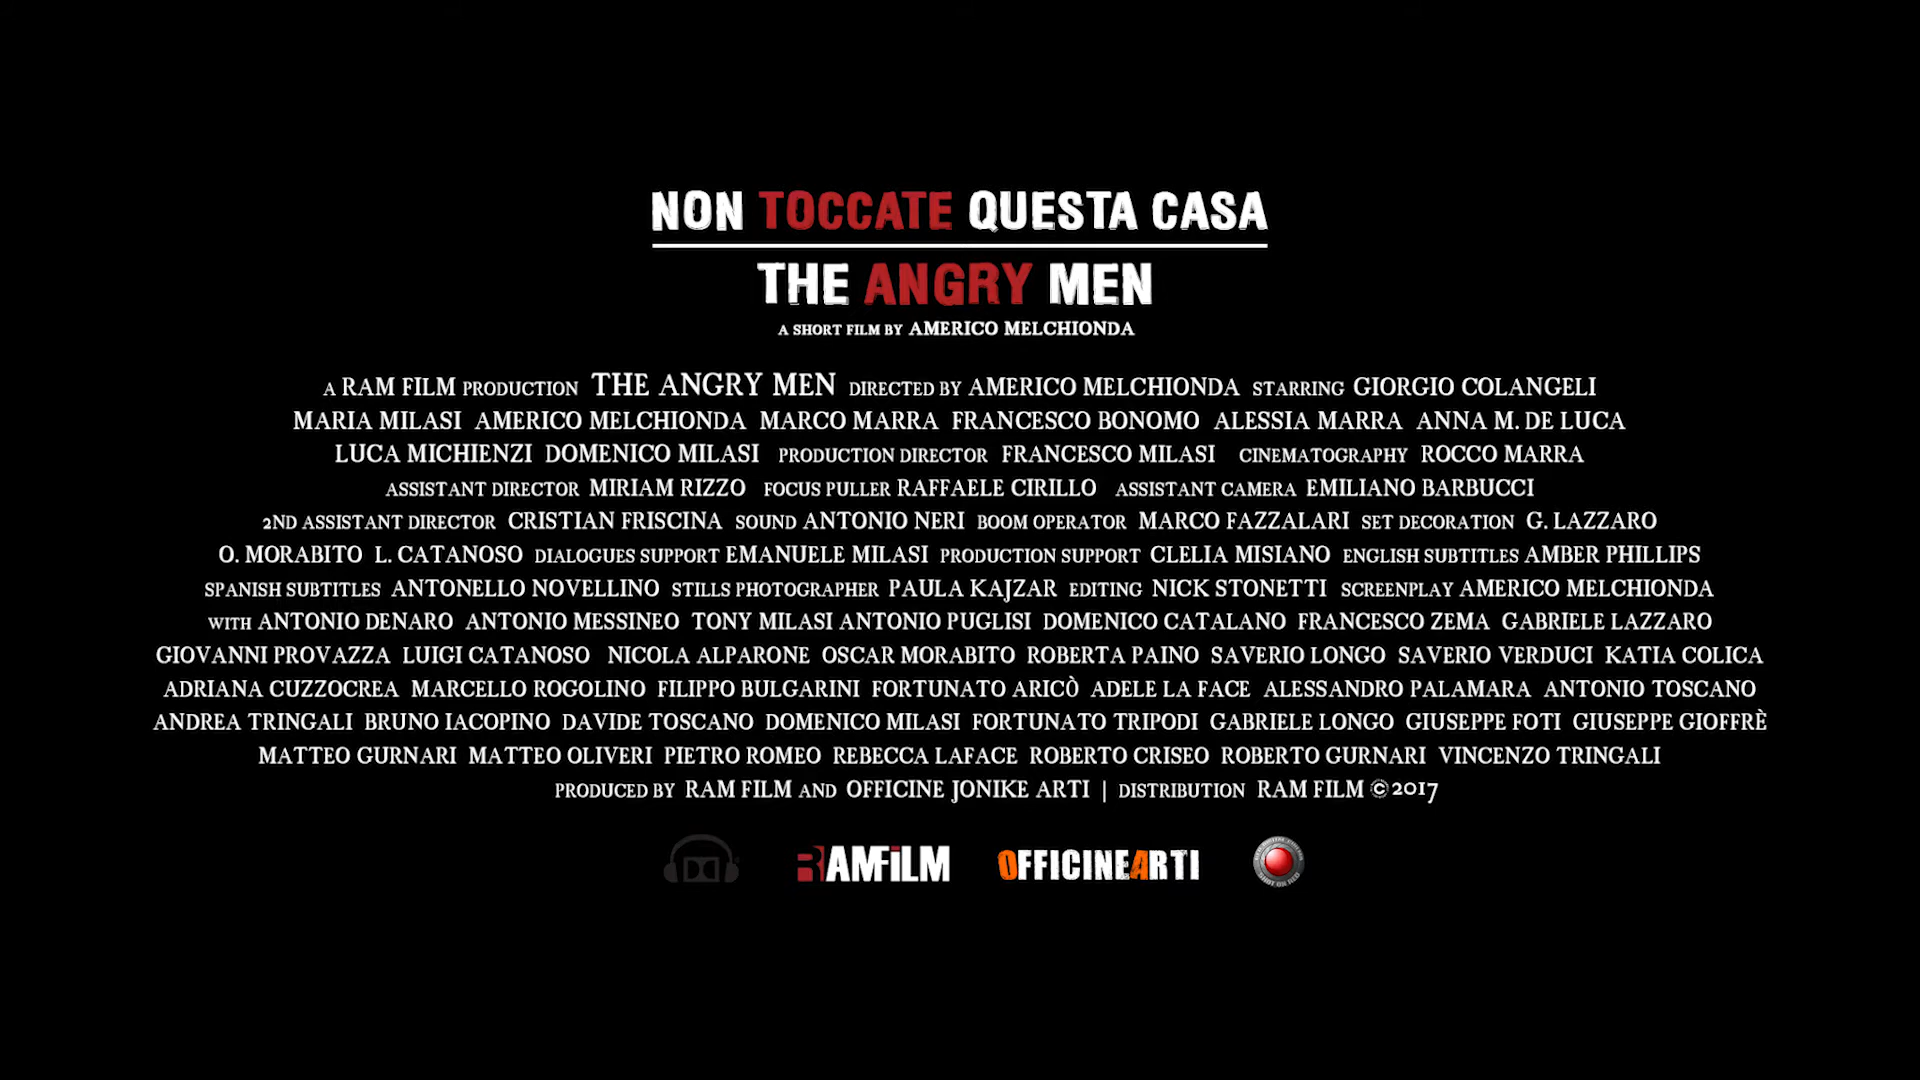 NON TOCCATE QUESTA CASA
THE ANGRY MEN
A SHORT FILM BY AMERICO MELCHIONDA
A RAM FILM PRODUCTION THE ANGRY MEN DIRECTED BY AMERICO MELCHIONDA STARRING GIORGIO COLANGELI
MARIA MILASI AMERICO MELCHIONDA MARCO MARRA FRANCESCO BONOMO ALESSIA MARRA ANNA M. DE LUCA
LUCA MICHIENZI DOMENICO MILASI PRODUCTION DIRECTOR FRANCESCO MILASI CINEMATOGRAPHY ROCCO MARRA
ASSISTANT DIRECTOR MIRIAM RIZZO FOCUS PULLER RAFFAELE CIRILLO ASSISTANT CAMERA EMILIANO BARBUCCI
2ND ASSISTANT DIRECTOR CRISTIAN FRISCINA SOUND ANTONIO NERI BOOM OPERATOR MARCO FAZZALARI SET DECORATION G. LAZZARO
O. MORABITO L. CATANOSO DIALOGUES SUPPORT EMANUELE MILASI PRODUCTION SUPPORT CLELIA MISIANO ENGLISH SUBTITLES AMBER PHILLIPS
SPANISH SUBTITLES ANTONELLO NOVELLINO STILLS PHOTOGRAPHER PAULA KAJZAR EDITING NICK STONETTI SCREENPLAY AMERICO MELCHIONDA
WITH ANTONIO DENARO ANTONIO MESSINEO TONY MILASI ANTONIO PUGLISI DOMENICO CATALANO FRANCESCO ZEMA GABRIELE LAZZARO
GIOVANNI PROVAZZA LUIGI CATANOSO NICOLA ALPARONE OSCAR MORABITO ROBERTA PAINO SAVERIO LONGO SAVERIO VERDUCI KATIA COLICA
ADRIANA CUZZOCREA MARCELLO ROGOLINO FILIPPO BULGARINI FORTUNATO ARICÒ ADELE LA FACE ALESSANDRO PALAMARA ANTONIO TOSCANO
ANDREA TRINGALI BRUNO IACOPINO DAVIDE TOSCANO DOMENICO MILASI FORTUNATO TRIPODI GABRIELE LONGO GIUSEPPE FOTI GIUSEPPE GIOFFRÈ
MATTEO GURNARI MATTEO OLIVERI PIETRO ROMEO REBECCA LAFACE ROBERTO CRISEO ROBERTO GURNARI VINCENZO TRINGALI
PRODUCED BY RAM FILM AND OFFICINE JONIKE ARTI | DISTRIBUTION RAM FILM ©2017
RAMFiLM OFFICINEARTI